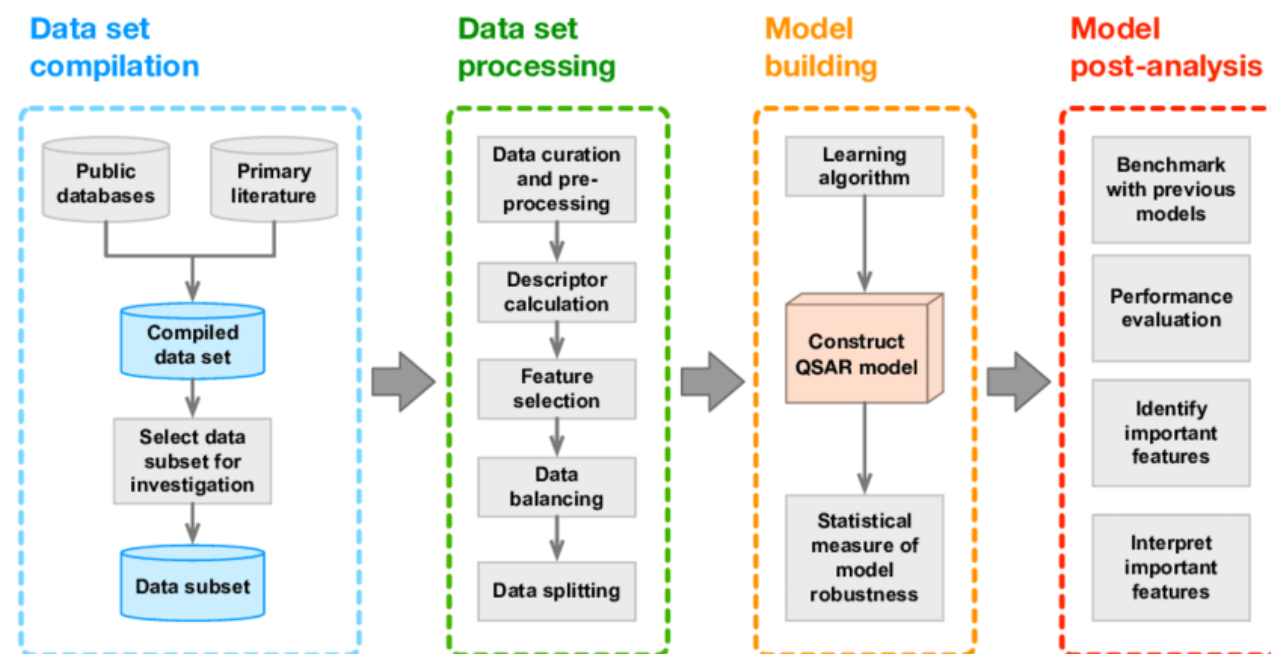 Data set
compilation
Public
databases
Primary
literature
Compiled
data set
Select data
subset for
investigation
Data subset
Data set
processing
Data curation
and pre-
processing
Descriptor
calculation
Feature
selection
Data
balancing
Data splitting
Model
building
Learning
algorithm
Construct
QSAR model
Statistical
measure of
model
robustness
Model
post-analysis
Benchmark
with previous
models
Performance
evaluation
Identify
important
features
Interpret
important
features